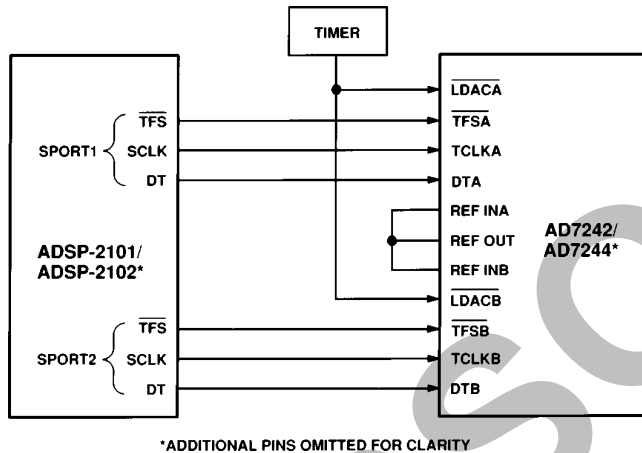 TIMER
LDACA
TFS
TFSA
SPORT1
SCLK
TCLKA
DT
DTA
REF INA
ADSP-2101/
ADSP-2102*
REF OUT
AD7242/
AD7244*
REF INB
LDACB
TFS
TFSB
SPORT2
SCLK
TCLKB
DT
DTB
*ADDITIONAL PINS OMITTED FOR CLARITY